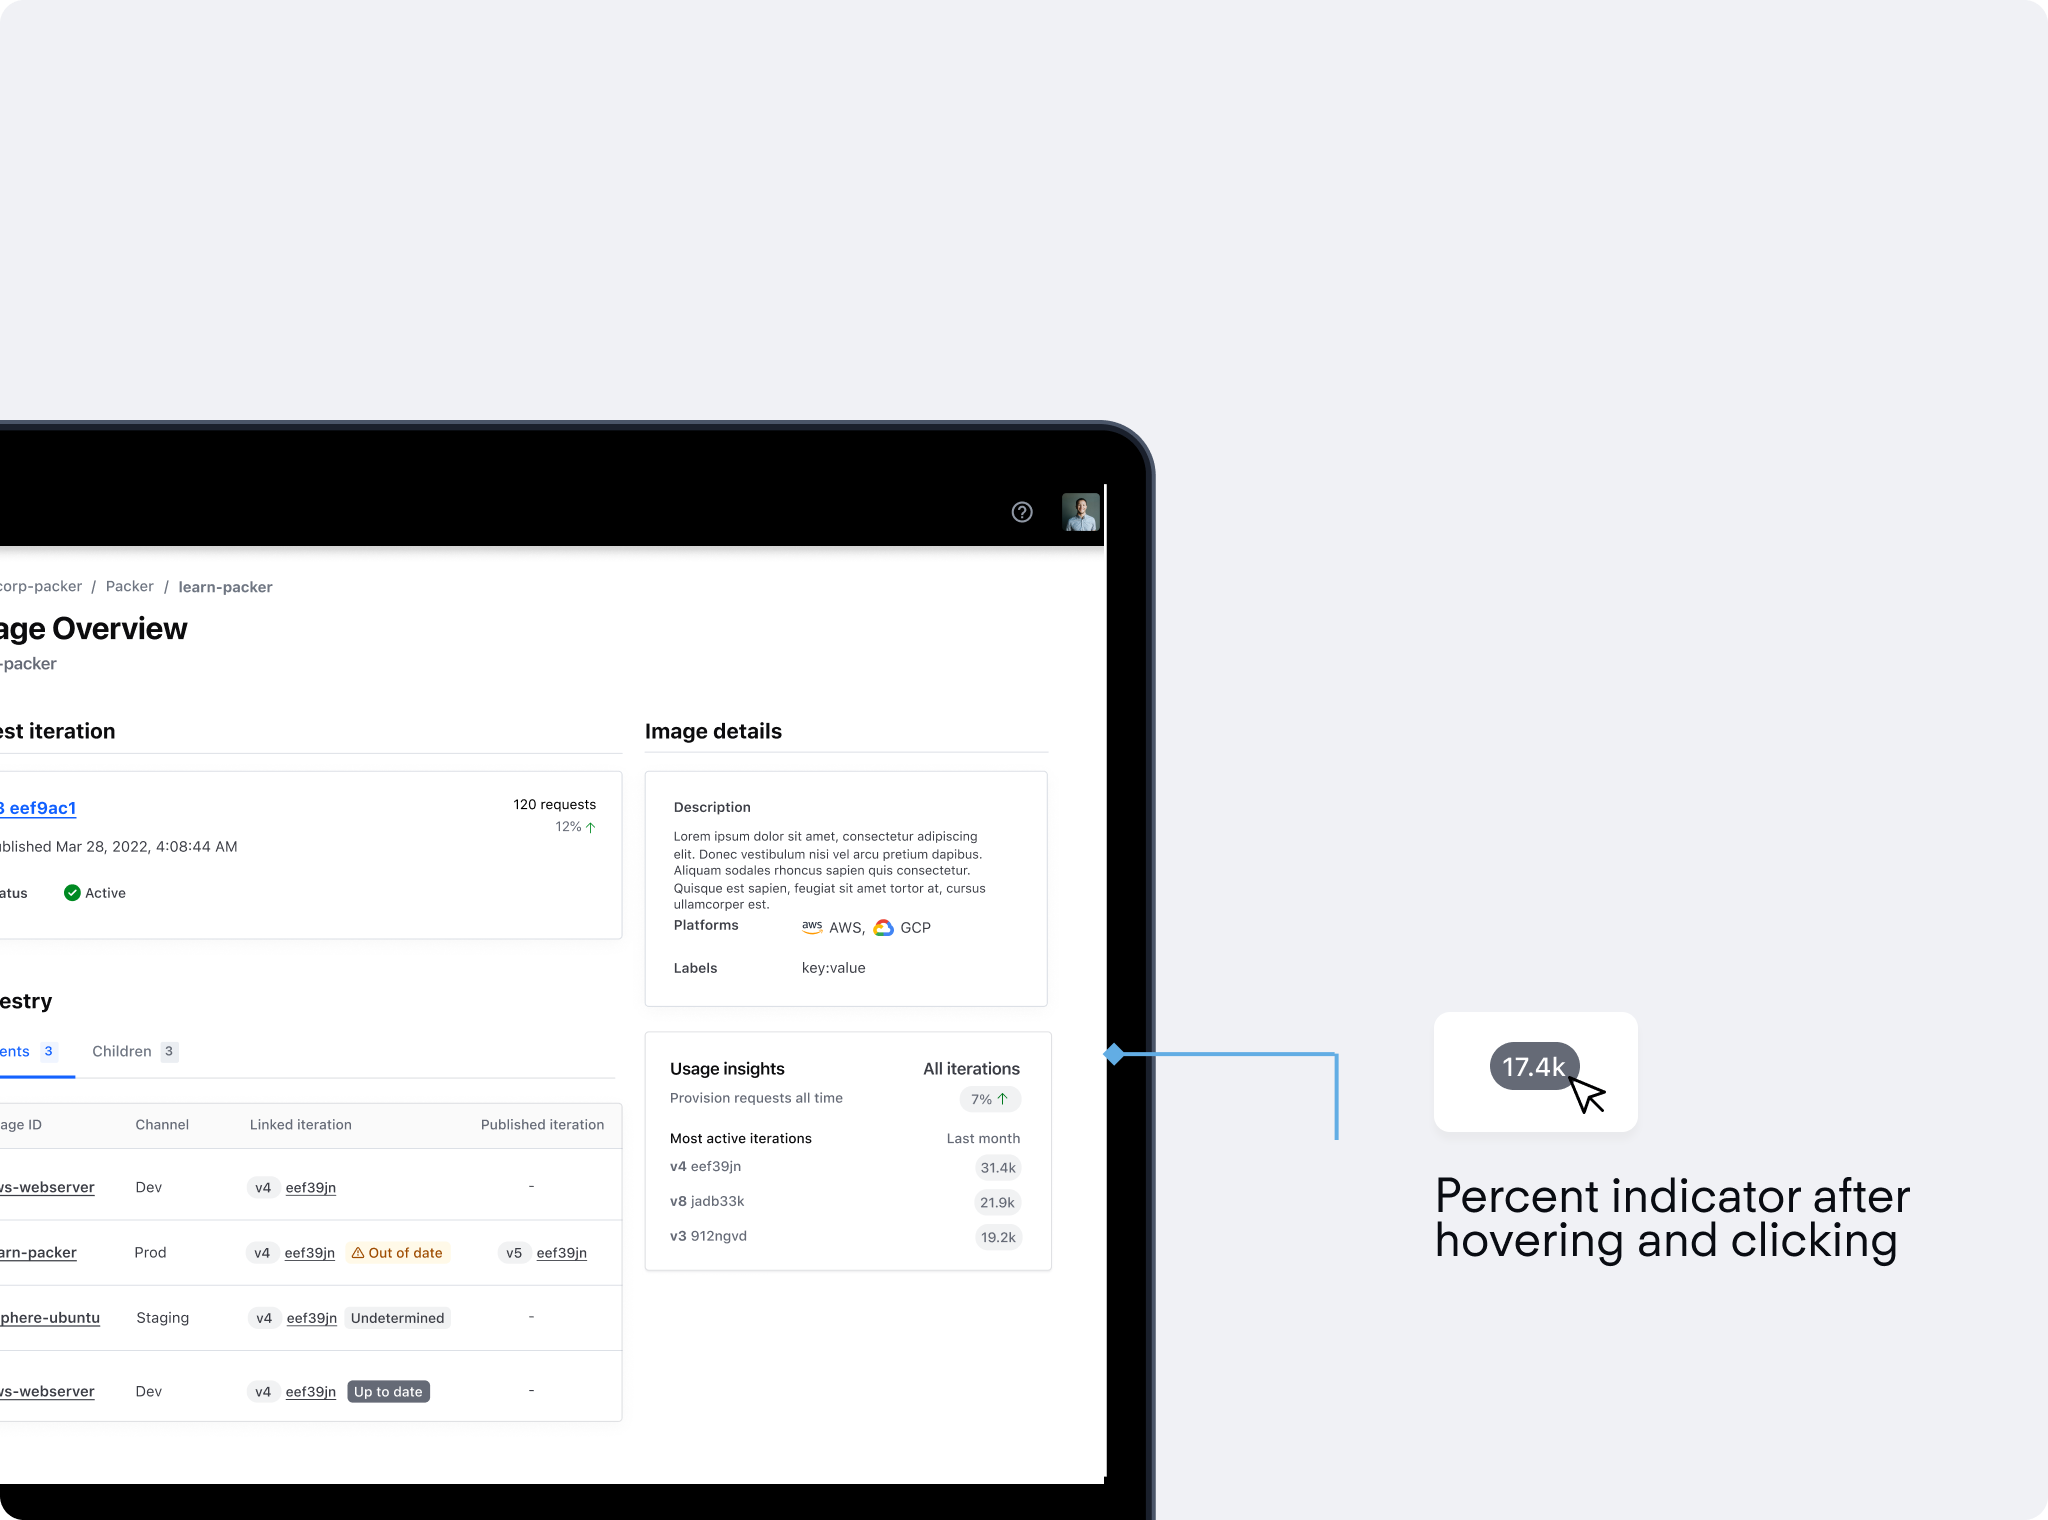 corp-packer / Packer / learn-packer
age Overview
-packer
est iteration
3 eef9ac1
120 requests
12%
ublished Mar 28, 2022, 4:08:44 AM
atus Active
Image details
Description
Lorem ipsum dolor sit amet, consectetur adipiscing
elit. Donec vestibulum nisi vel arcu pretium dapibus.
Aliquam sodales rhoncus sapien quis consectetur.
Quisque est sapien, feugiat sit amet tortor at, cursus
ullamcorper est.
Platforms aws AWS, GCP
Labels key:value
estry
ents 3 Children 3
age ID Channel Linked iteration Published iteration
vs-webserver Dev v4 eef39jn -
arn-packer Prod v4 eef39jn Out of date v5 eef39jn
phere-ubuntu Staging v4 eef39jn Undetermined -
vs-webserver Dev v4 eef39jn Up to date -
Usage insights All iterations
Provision requests all time 7%
Most active iterations Last month
v4 eef39jn 31.4k
v8 jadb33k 21.9k
v3 912ngvd 19.2k
17.4k
Percent indicator after
hovering and clicking